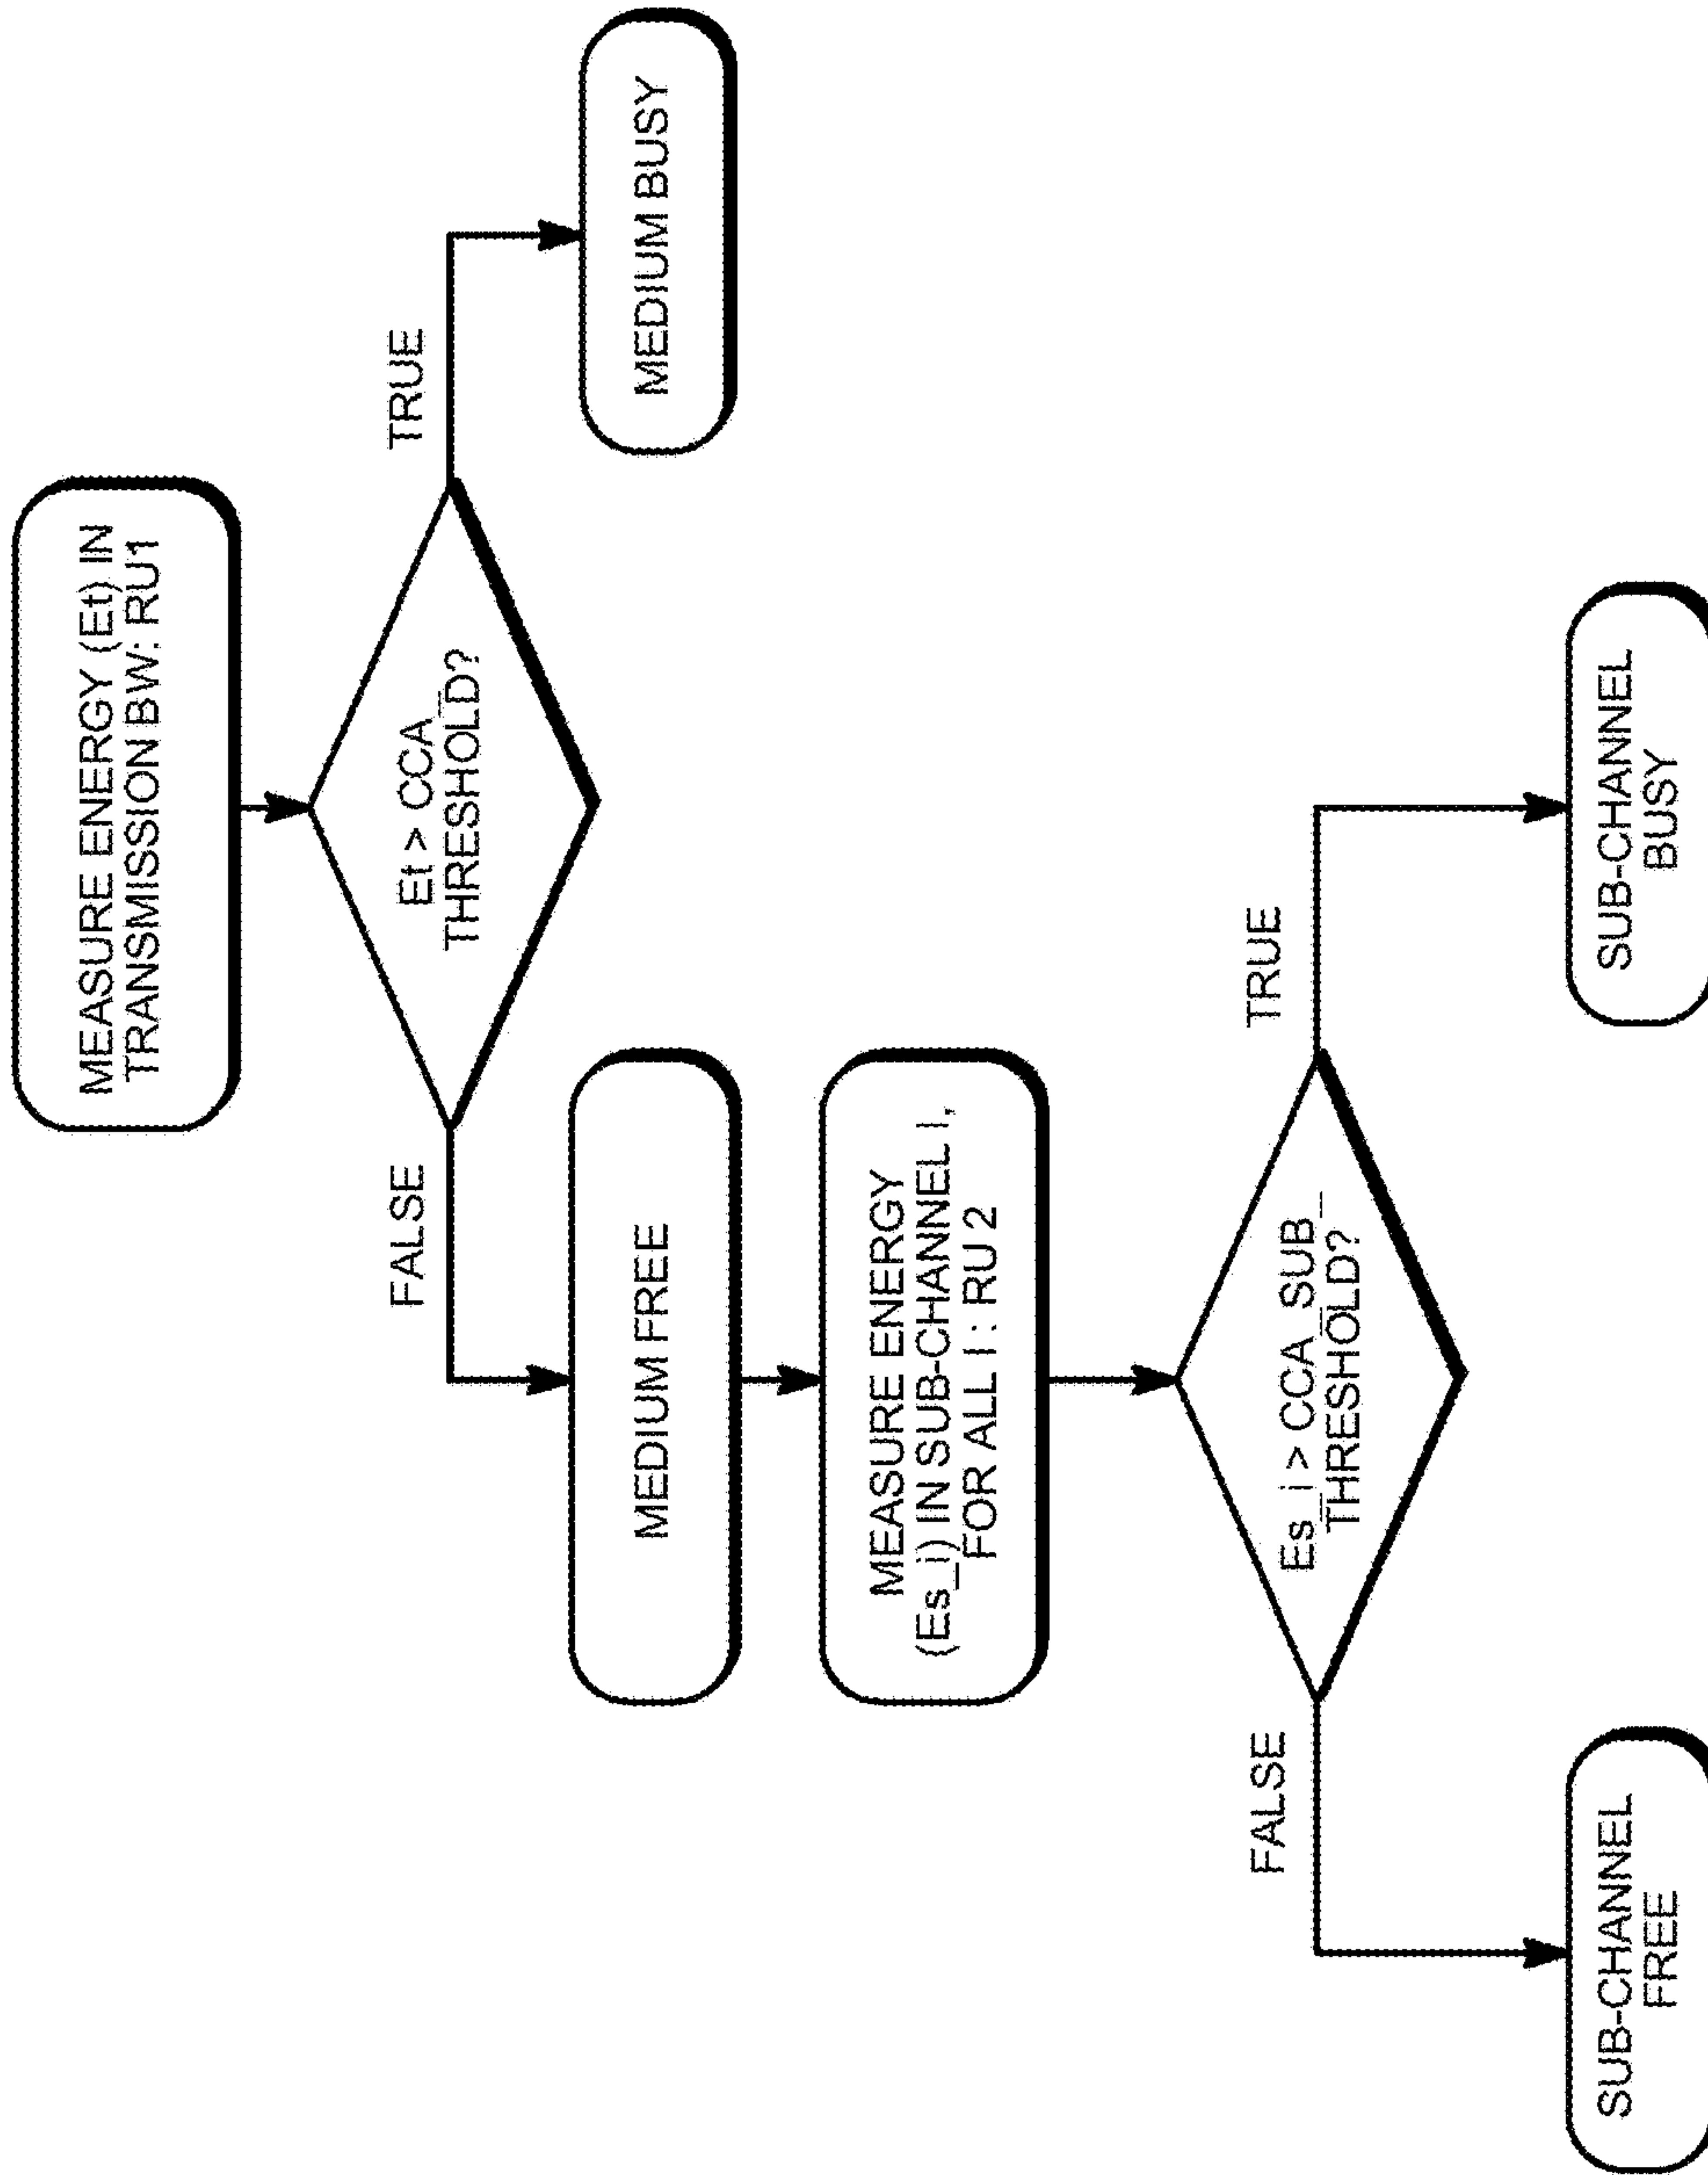 MEASURE ENERGY (Et) IN
TRANSMISSION BW: RU1
Et > CCA_
THRESHOLD?
TRUE
MEDIUM BUSY
FALSE
MEDIUM FREE
MEASURE ENERGY
(Es_i) IN SUB-CHANNEL I,
FOR ALL I : RU 2
Es_i > CCA_SUB_
THRESHOLD?
TRUE
SUB-CHANNEL
BUSY
FALSE
SUB-CHANNEL
FREE